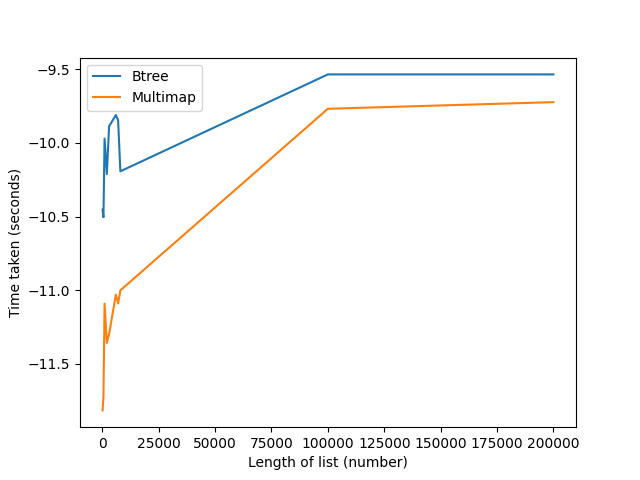 Btree
Multimap
−9.5
−10.0
−10.5
−11.0
−11.5
Time taken (seconds)
0 25000 50000 75000 100000 125000 150000 175000 200000
Length of list (number)